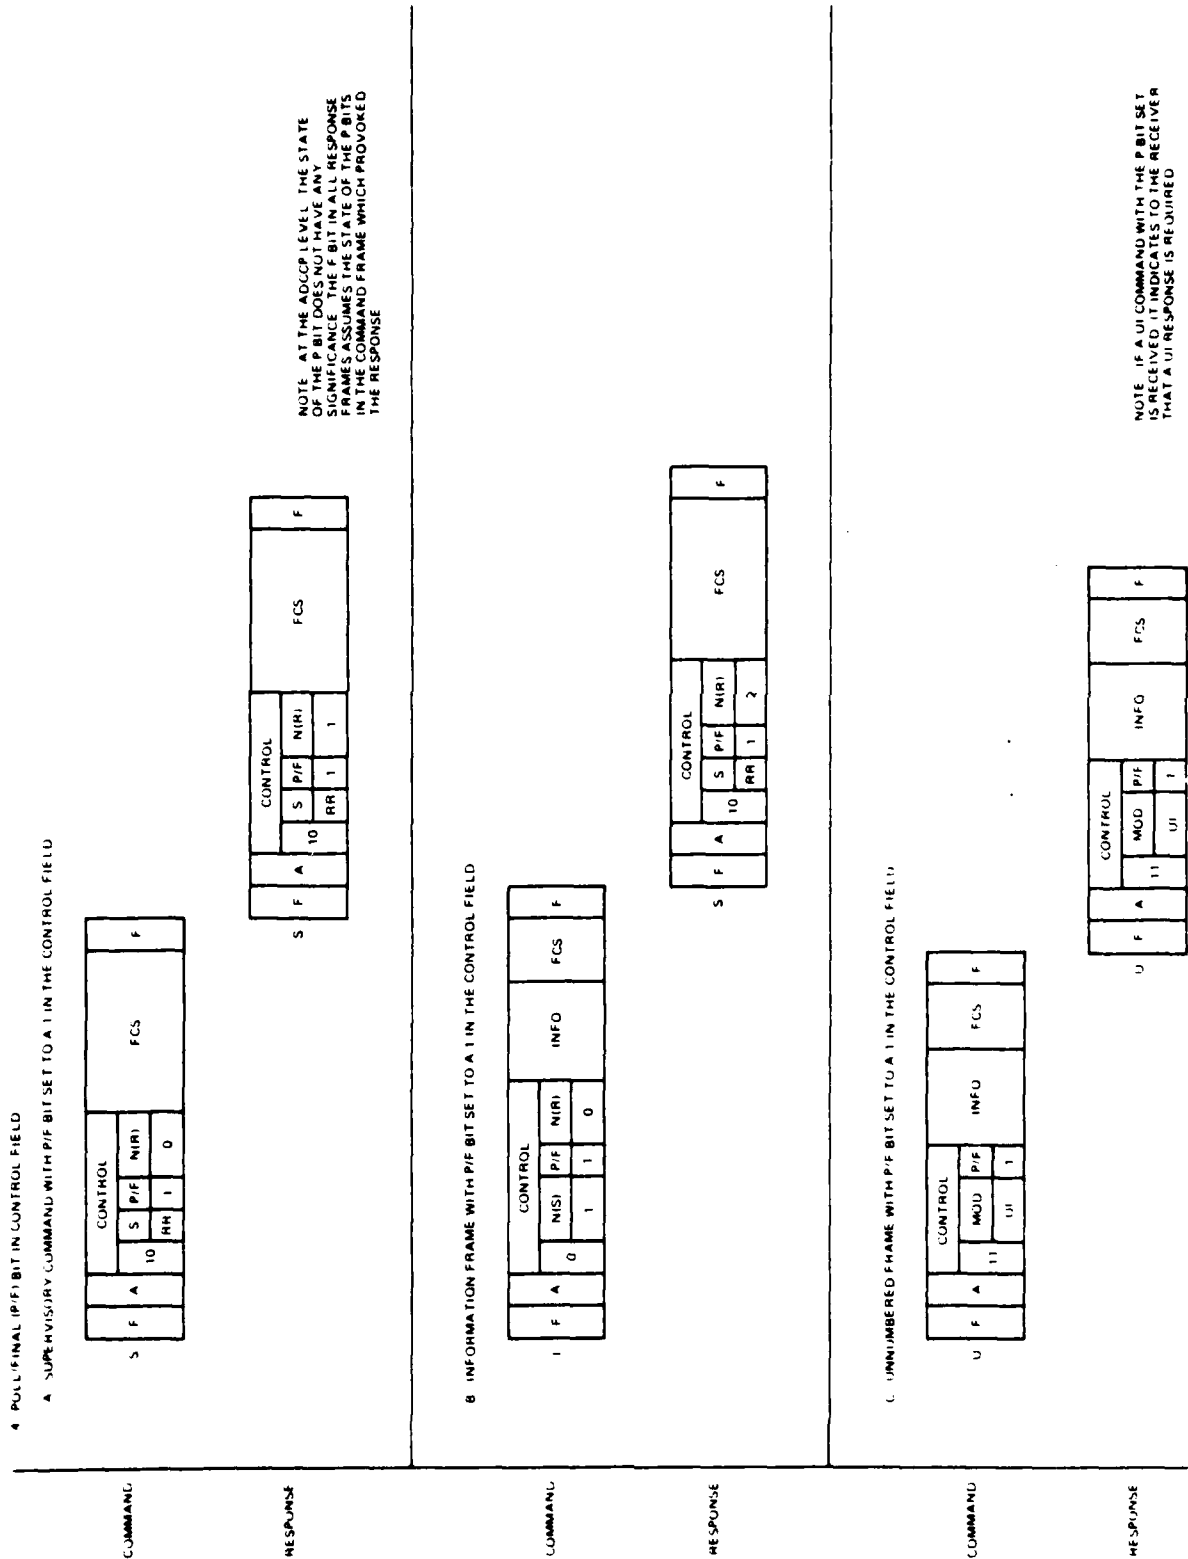 4 POLL/FINAL (P/F) BIT IN CONTROL FIELD
A SUPERVISORY COMMAND WITH P/F BIT SET TO A 1 IN THE CONTROL FIELD
COMMAND
S
F A CONTROL FCS F
10 S P/F N(R)
RR 1 0
RESPONSE
S
F A CONTROL FCS F
10 S P/F N(R)
RR 1 1
NOTE AT THE ADCCP LEVEL THE STATE
OF THE P BIT DOES NOT HAVE ANY
SIGNIFICANCE THE F BIT IN ALL RESPONSE
FRAMES ASSUMES THE STATE OF THE P BITS
IN THE COMMAND FRAME WHICH PROVOKED
THE RESPONSE
B INFORMATION FRAME WITH P/F BIT SET TO A 1 IN THE CONTROL FIELD
COMMAND
I
F A CONTROL INFO FCS F
0 N(S) P/F N(R)
1 1 0
RESPONSE
S
F A CONTROL FCS F
10 S P/F N(R)
RR 1 2
C UNNUMBERED FRAME WITH P/F BIT SET TO A 1 IN THE CONTROL FIELD
COMMAND
U
F A CONTROL INFO FCS F
11 MOD P/F
UI 1
RESPONSE
U
F A CONTROL INFO FCS F
11 MOD P/F
UI 1
NOTE IF A UI COMMAND WITH THE P BIT SET
IS RECEIVED IT INDICATES TO THE RECEIVER
THAT A UI RESPONSE IS REQUIRED